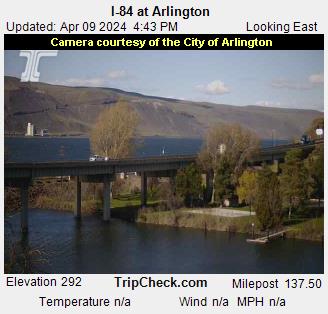 I-84 at Arlington
Updated: Apr 09 2024 4:43 PM Looking East
Camera courtesy of the City of Arlington
Elevation 292 TripCheck.com Milepost 137.50
Temperature n/a Wind n/a MPH n/a